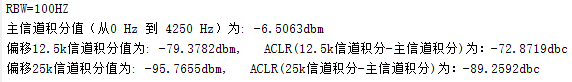 RBW=100HZ
主信道积分值（从0 Hz 到 4250 Hz）为: -6.5063dbm
偏移12.5k信道积分值为: -79.3782dbm, ACLR(12.5k信道积分-主信道积分)为：-72.8719dbc
偏移25k信道积分值为: -95.7655dbm, ACLR(25k信道积分-主信道积分)为：-89.2592dbc